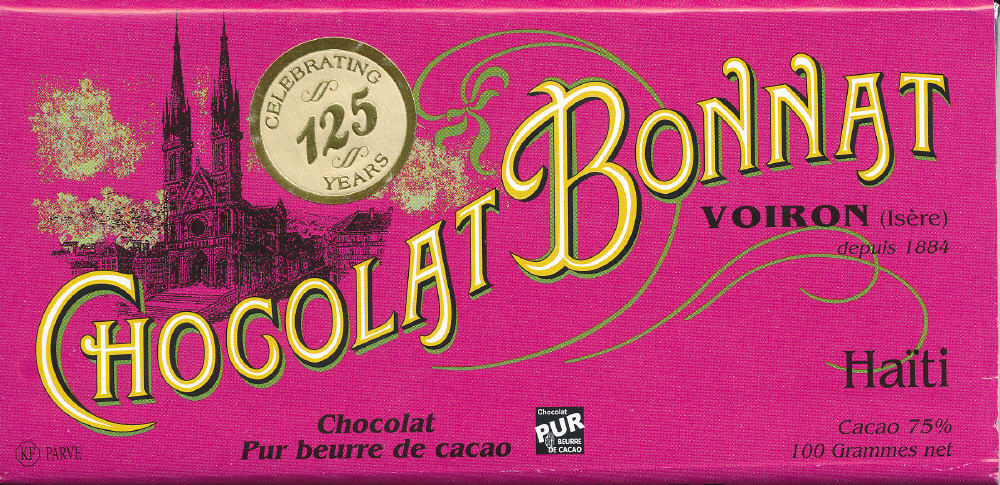 CELEBRATING
125
YEARS
CHOCOLAT BONNAT
VOIRON (Isère)
depuis 1884
Haïti
Chocolat
Pur beurre de cacao
Chocolat
PUR
BEURRE
DE CACAO
Cacao 75%
100 Grammes net
KF PARVE